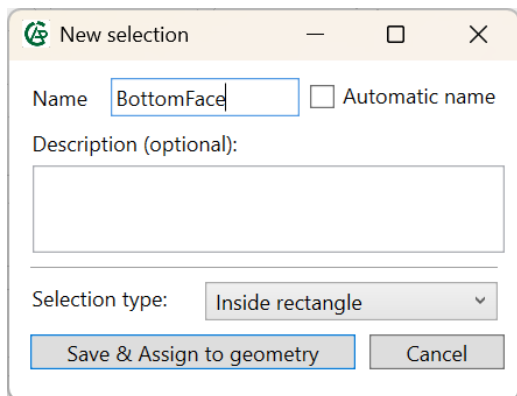 New selection
Name BottomFace Automatic name
Description (optional):
Selection type: Inside rectangle
Save & Assign to geometry Cancel